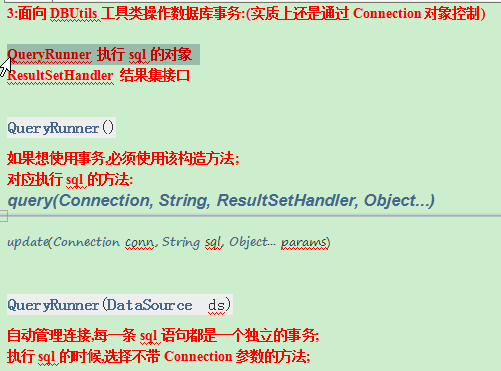 3:面向 DBUtils 工具类操作数据库事务:(实质上还是通过 Connection 对象控制)
QueryRunner 执行 sql 的对象
ResultSetHandler 结果集接口
QueryRunner()
如果想使用事务,必须使用该构造方法;
对应执行 sql 的方法:
query(Connection, String, ResultSetHandler, Object...)
update(Connection conn, String sql, Object... params)
QueryRunner(DataSource ds)
自动管理连接,每一条 sql 语句都是一个独立的事务;
执行 sql 的时候,选择不带 Connection 参数的方法;